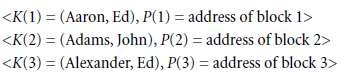 <K(1) = (Aaron, Ed), P(1) = address of block 1>
<K(2) = (Adams, John), P(2) = address of block 2>
<K(3) = (Alexander, Ed), P(3) = address of block 3>